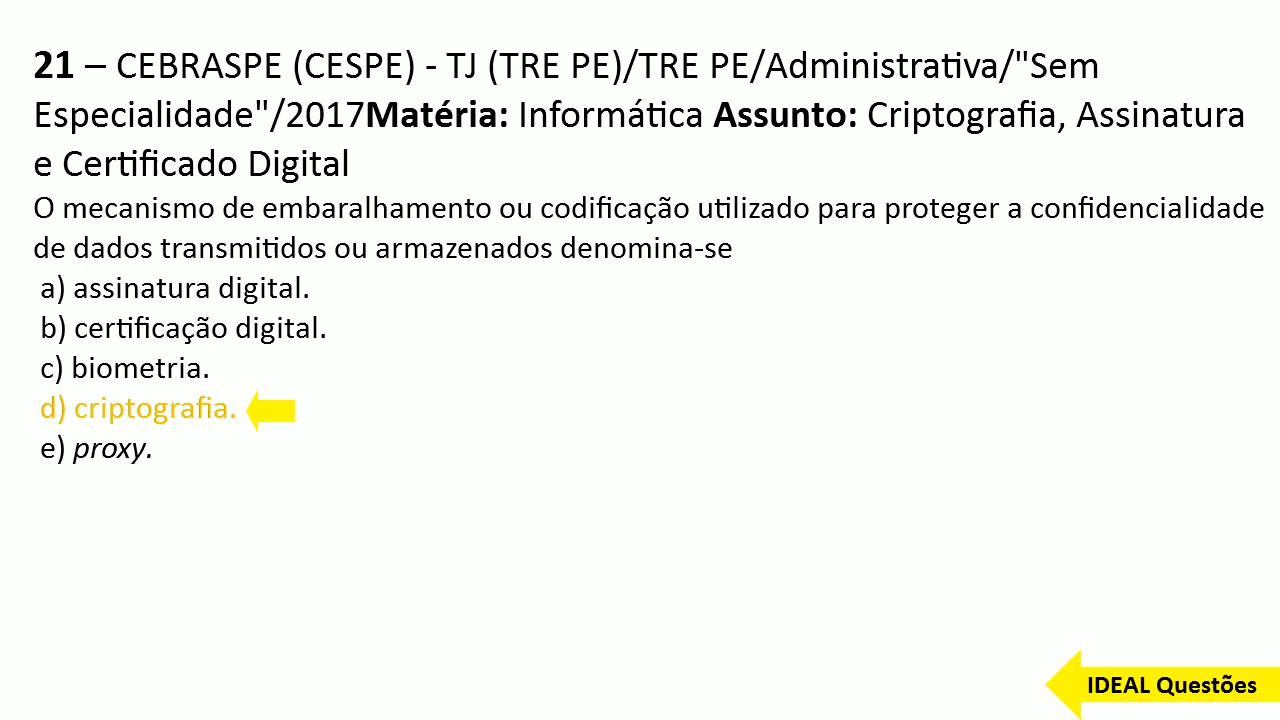 21 – CEBRASPE (CESPE) - TJ (TRE PE)/TRE PE/Administrativa/"Sem
Especialidade"/2017Matéria: Informática Assunto: Criptografia, Assinatura
e Certificado Digital
O mecanismo de embaralhamento ou codificação utilizado para proteger a confidencialidade
de dados transmitidos ou armazenados denomina-se
a) assinatura digital.
b) certificação digital.
c) biometria.
d) criptografia.
e) proxy.
IDEAL Questões